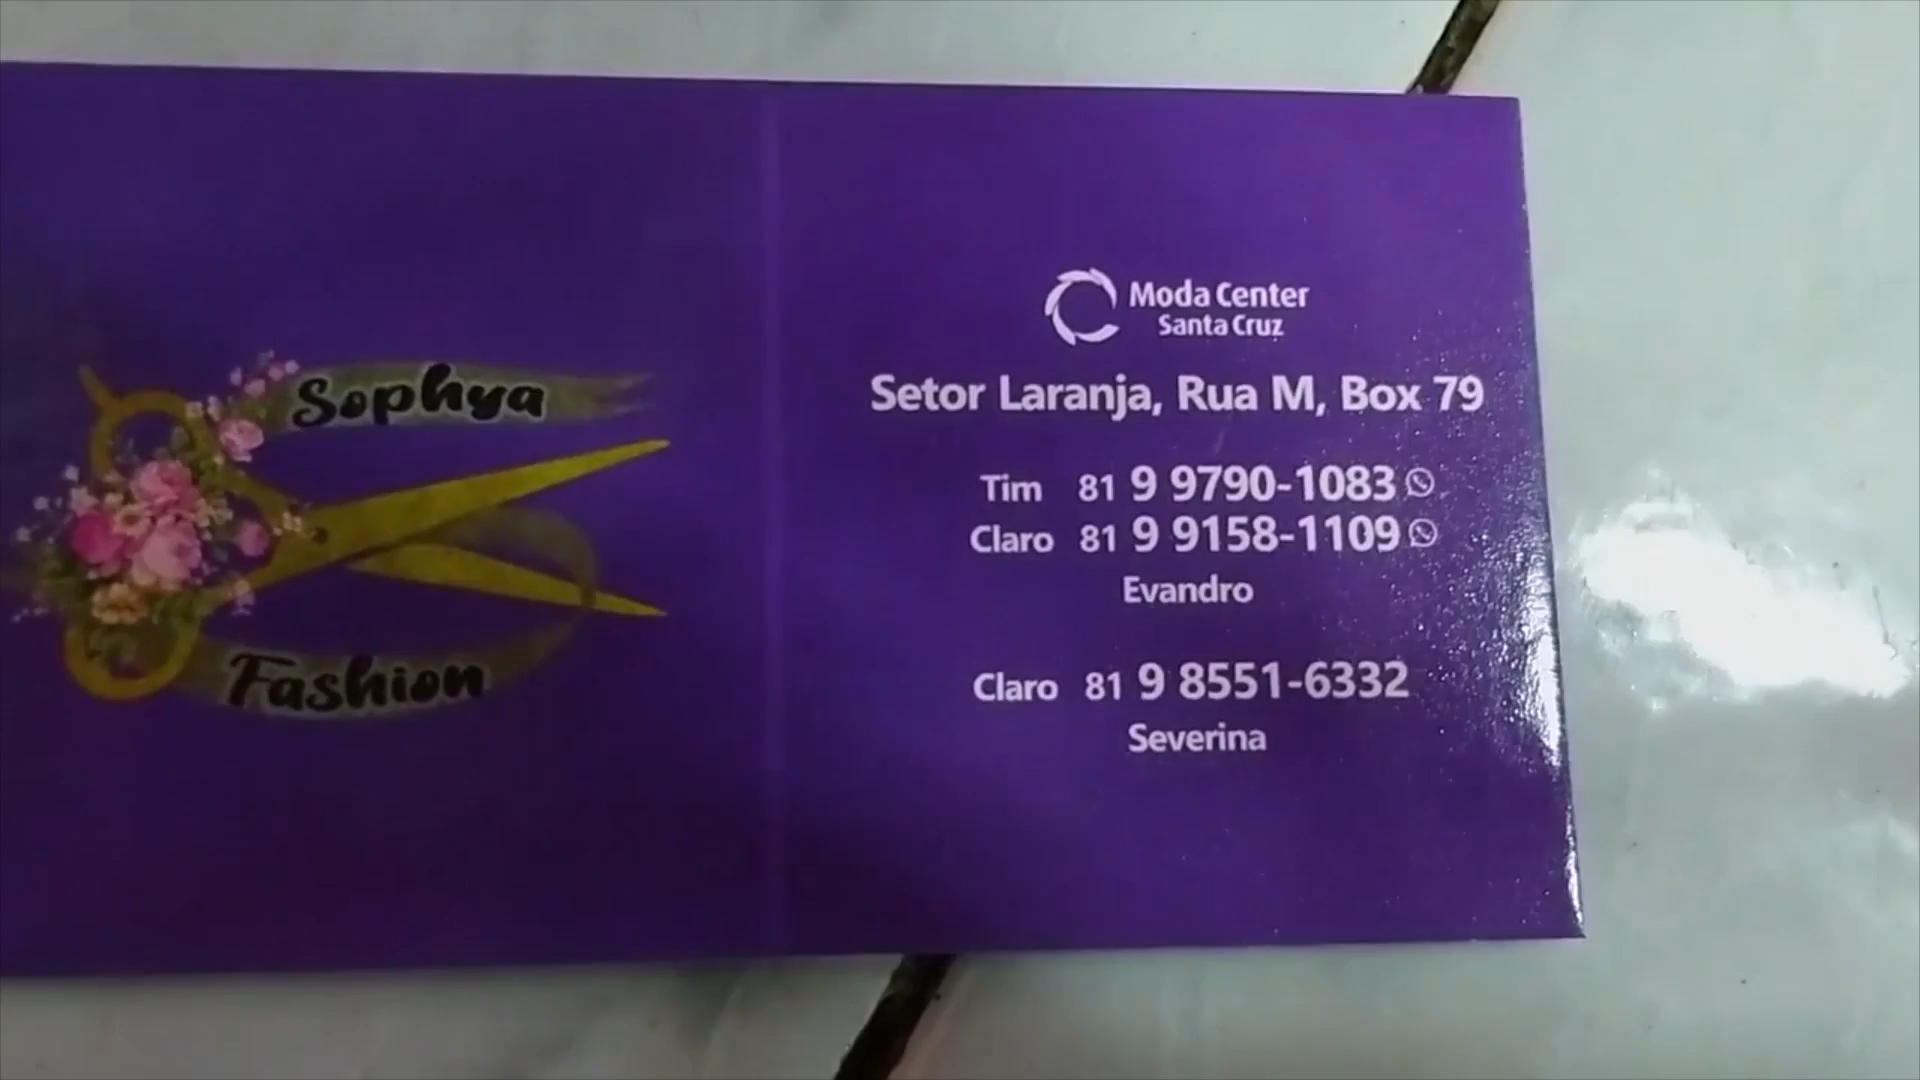 Sophya
Fashion
Moda Center
Santa Cruz
Setor Laranja, Rua M, Box 79
Tim 81 9 9790-1083
Claro 81 9 9158-1109
Evandro
Claro 81 9 8551-6332
Severina